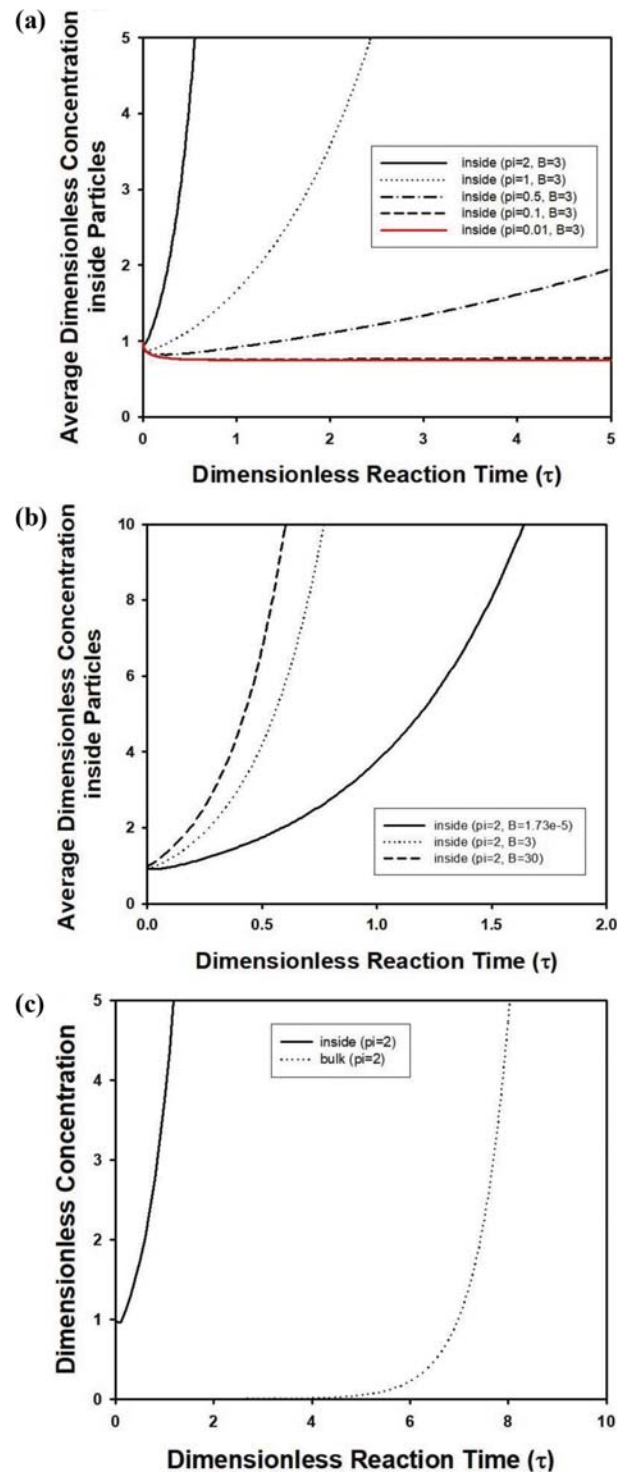 (a)
5
4
3
2
1
0
Average Dimensionless Concentration
inside Particles
inside (pi=2, B=3)
inside (pi=1, B=3)
inside (pi=0.5, B=3)
inside (pi=0.1, B=3)
inside (pi=0.01, B=3)
0 1 2 3 4 5
Dimensionless Reaction Time (τ)
(b)
10
8
6
4
2
0
Average Dimensionless Concentration
inside Particles
inside (pi=2, B=1.73e-5)
inside (pi=2, B=3)
inside (pi=2, B=30)
0.0 0.5 1.0 1.5 2.0
Dimensionless Reaction Time (τ)
(c)
5
4
3
2
1
0
Dimensionless Concentration
inside (pi=2)
bulk (pi=2)
0 2 4 6 8 10
Dimensionless Reaction Time (τ)